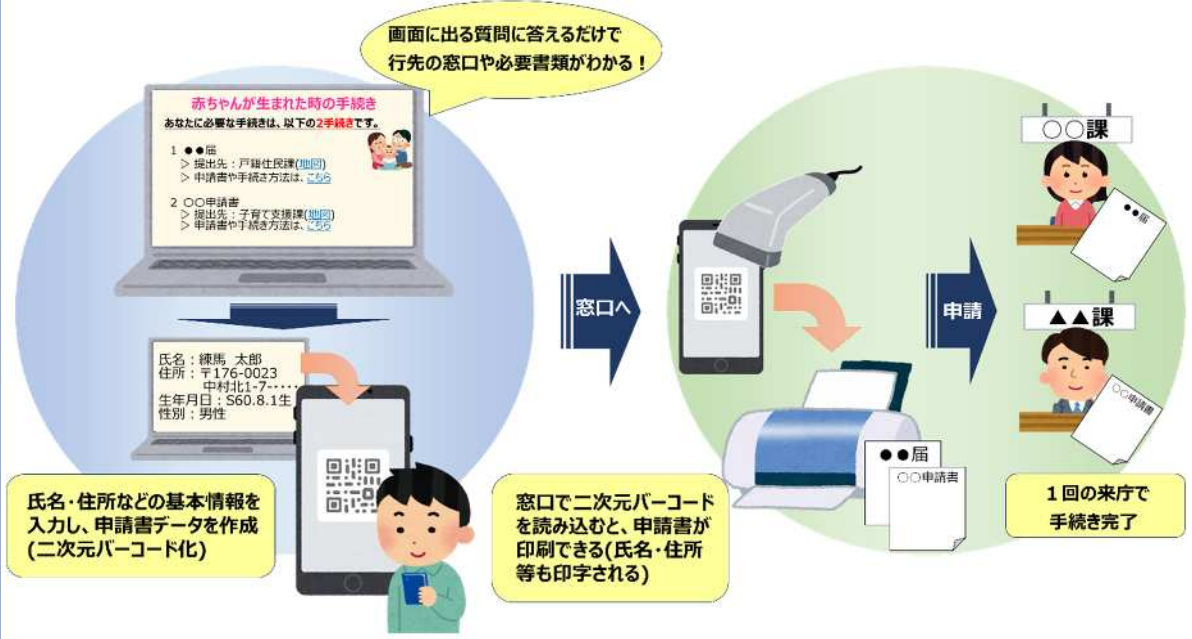 画面に出る質問に答えるだけで
行先の窓口や必要書類がわかる！
赤ちゃんが生まれた時の手続き
あなたに必要な手続きは、以下の2手続きです。
1 ●●届
＞ 提出先：戸籍住民課(地図)
＞ 申請書や手続き方法は、こちら
2 〇〇申請書
＞ 提出先：子育て支援課(地図)
＞ 申請書や手続き方法は、こちら
氏名：練馬 太郎
住所：〒176-0023
中村北1-7-・・・・
生年月日：S60.8.1生
性別：男性
氏名・住所などの基本情報を
入力し、申請書データを作成
(二次元バーコード化)
窓口へ
●●届
〇〇申請書
窓口で二次元バーコード
を読み込むと、申請書が
印刷できる(氏名・住所
等も印字される)
申請
〇〇課
●●届
▲▲課
〇〇申請書
１回の来庁で
手続き完了